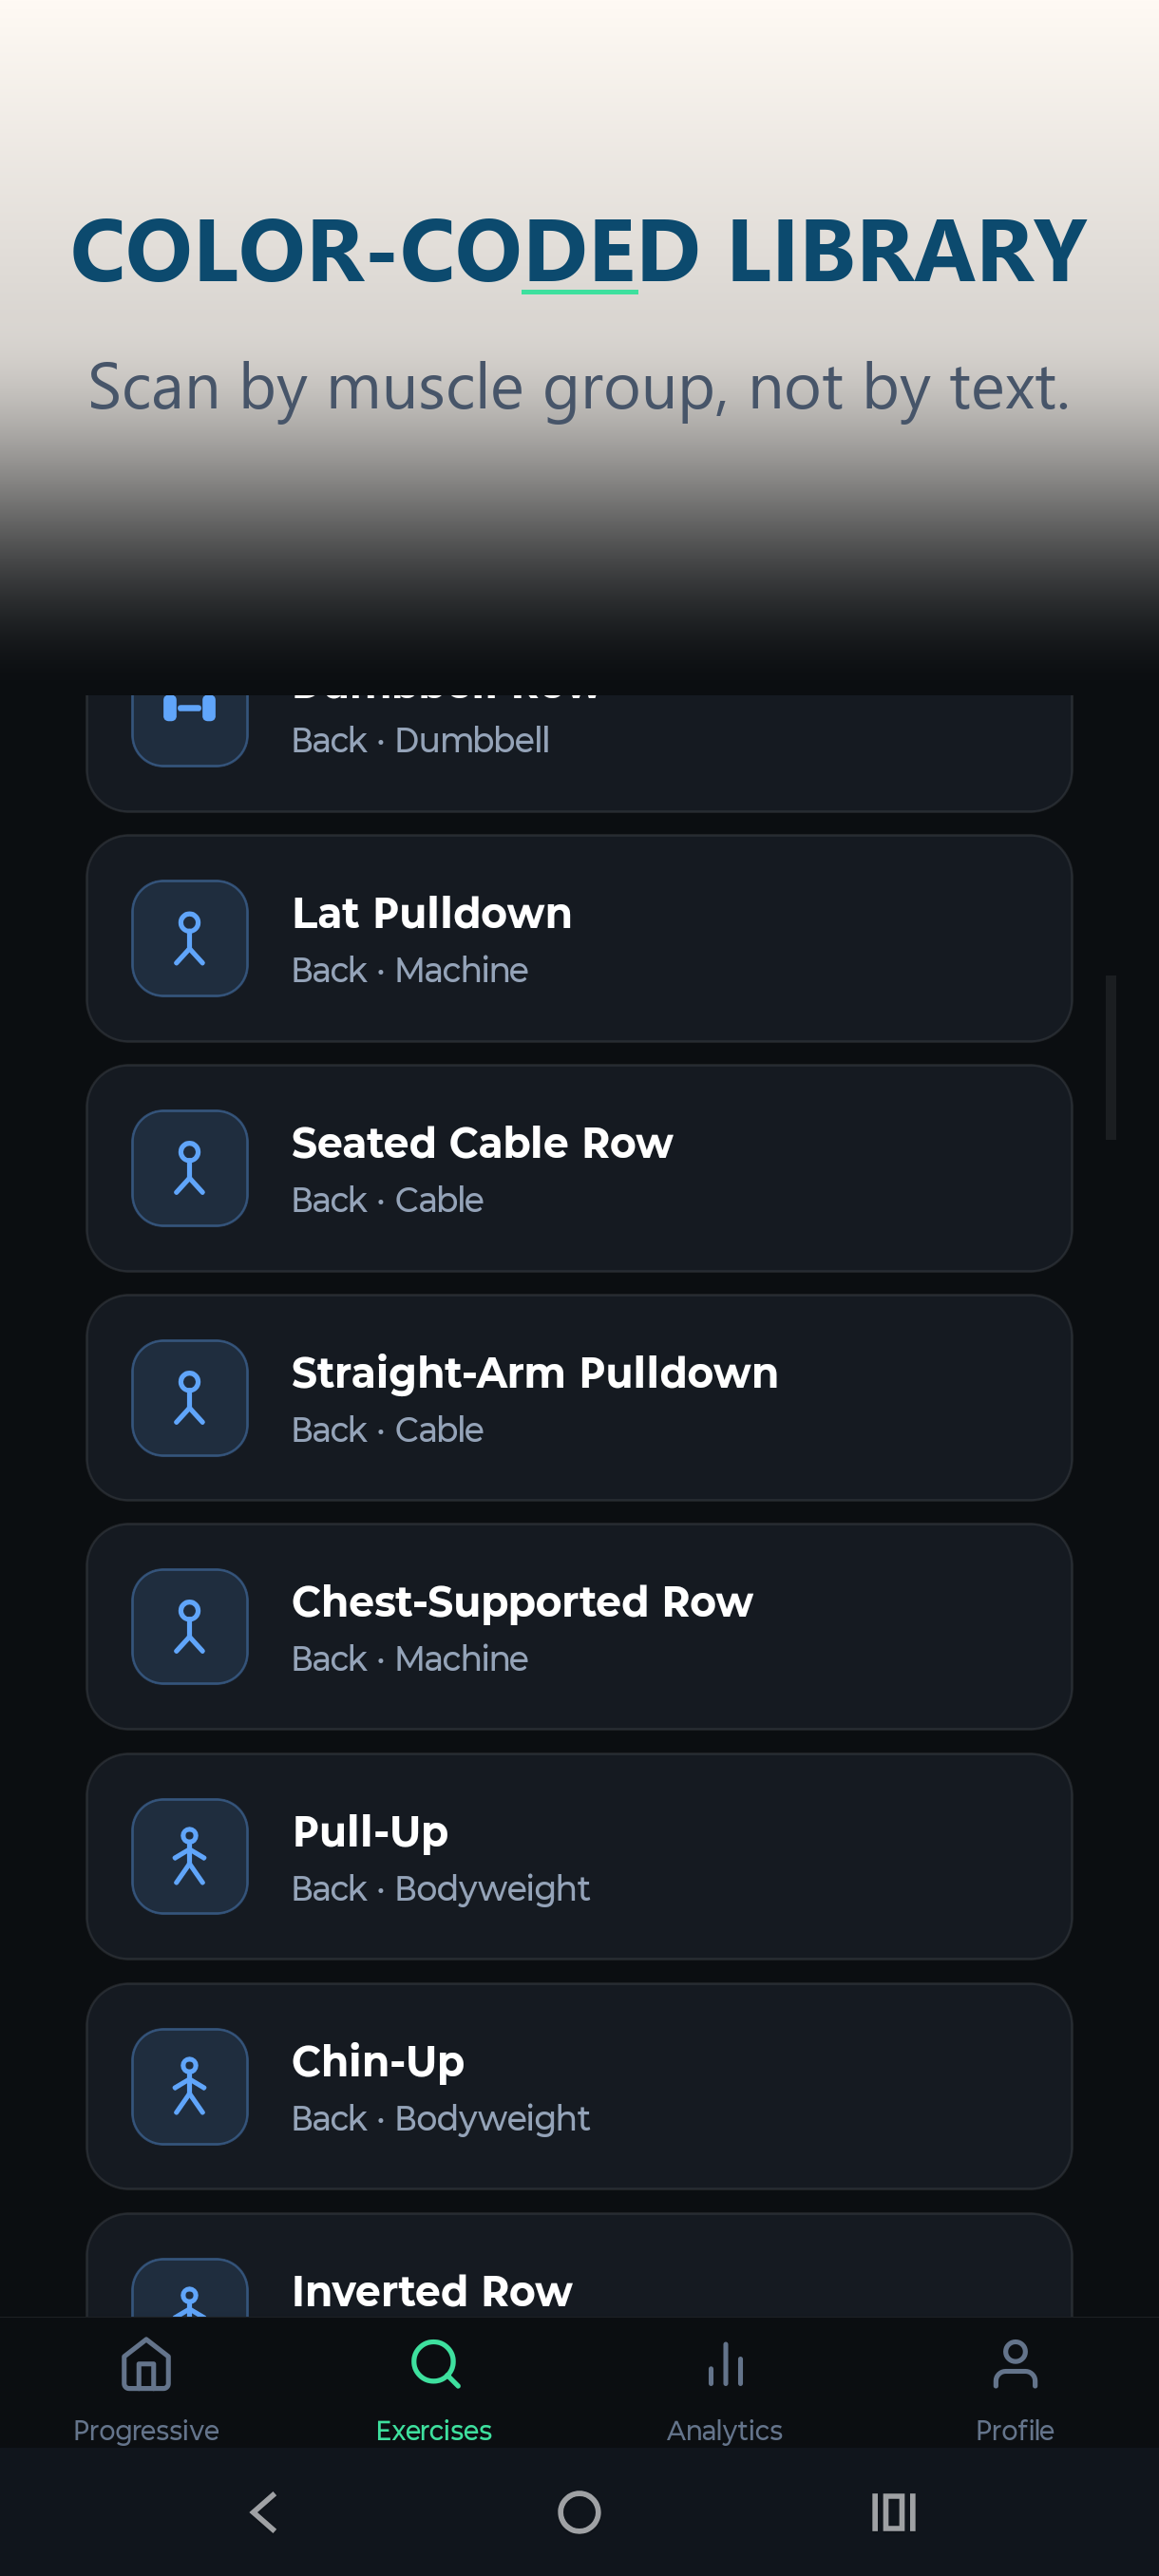 COLOR-CODED LIBRARY
Scan by muscle group, not by text.
Dumbbell Row
Back · Dumbbell
Lat Pulldown
Back · Machine
Seated Cable Row
Back · Cable
Straight-Arm Pulldown
Back · Cable
Chest-Supported Row
Back · Machine
Pull-Up
Back · Bodyweight
Chin-Up
Back · Bodyweight
Inverted Row
Progressive
Exercises
Analytics
Profile